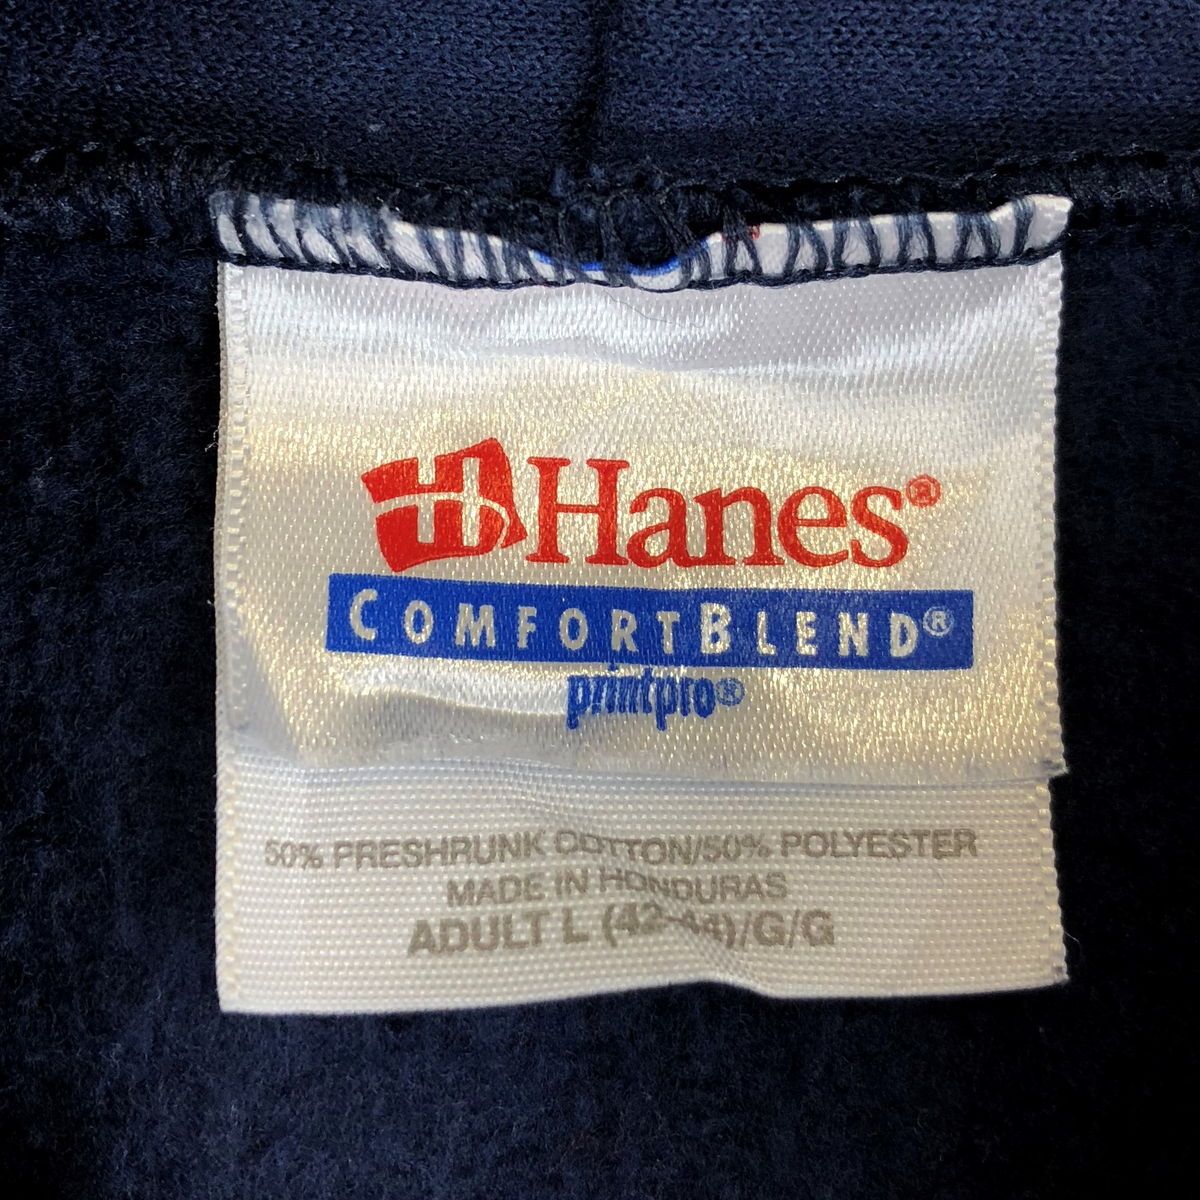 H Hanes®
COMFORTBLEND®
printpro®
50% PRESHRUNK COTTON/50% POLYESTER
MADE IN HONDURAS
ADULT L (42-44)/G/G